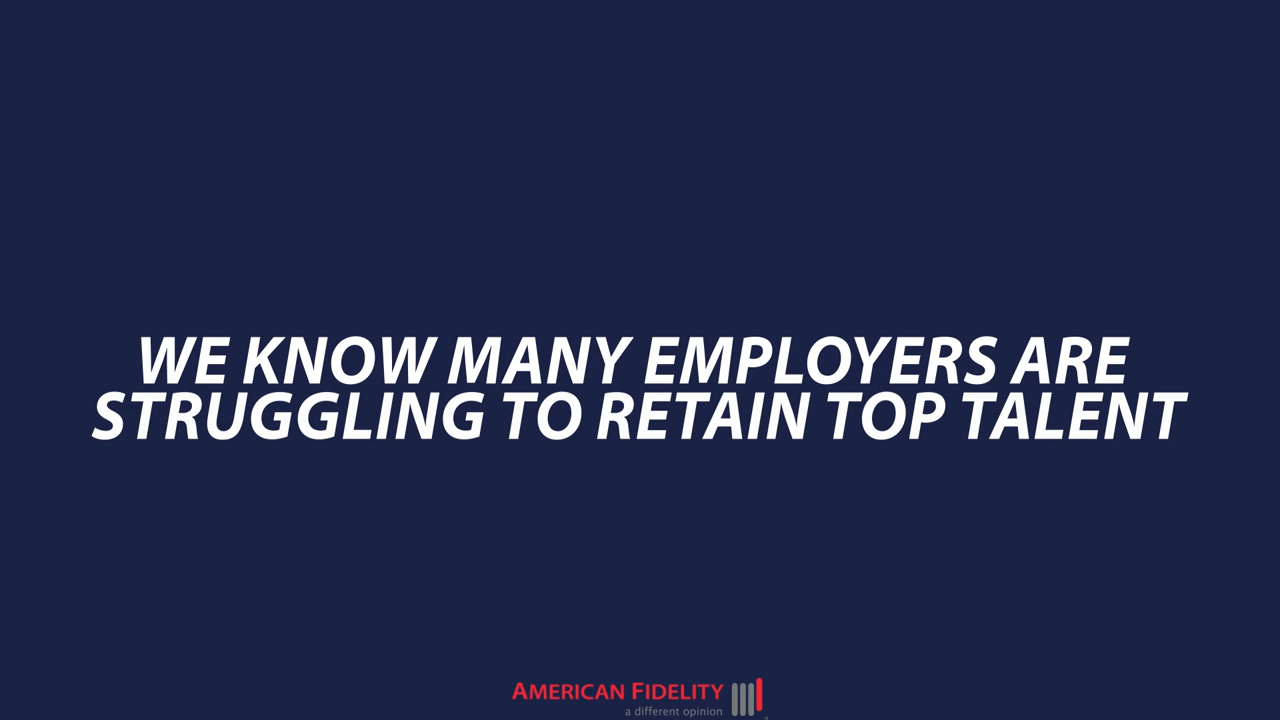 WE KNOW MANY EMPLOYERS ARE
STRUGGLING TO RETAIN TOP TALENT
AMERICAN FIDELITY
a different opinion